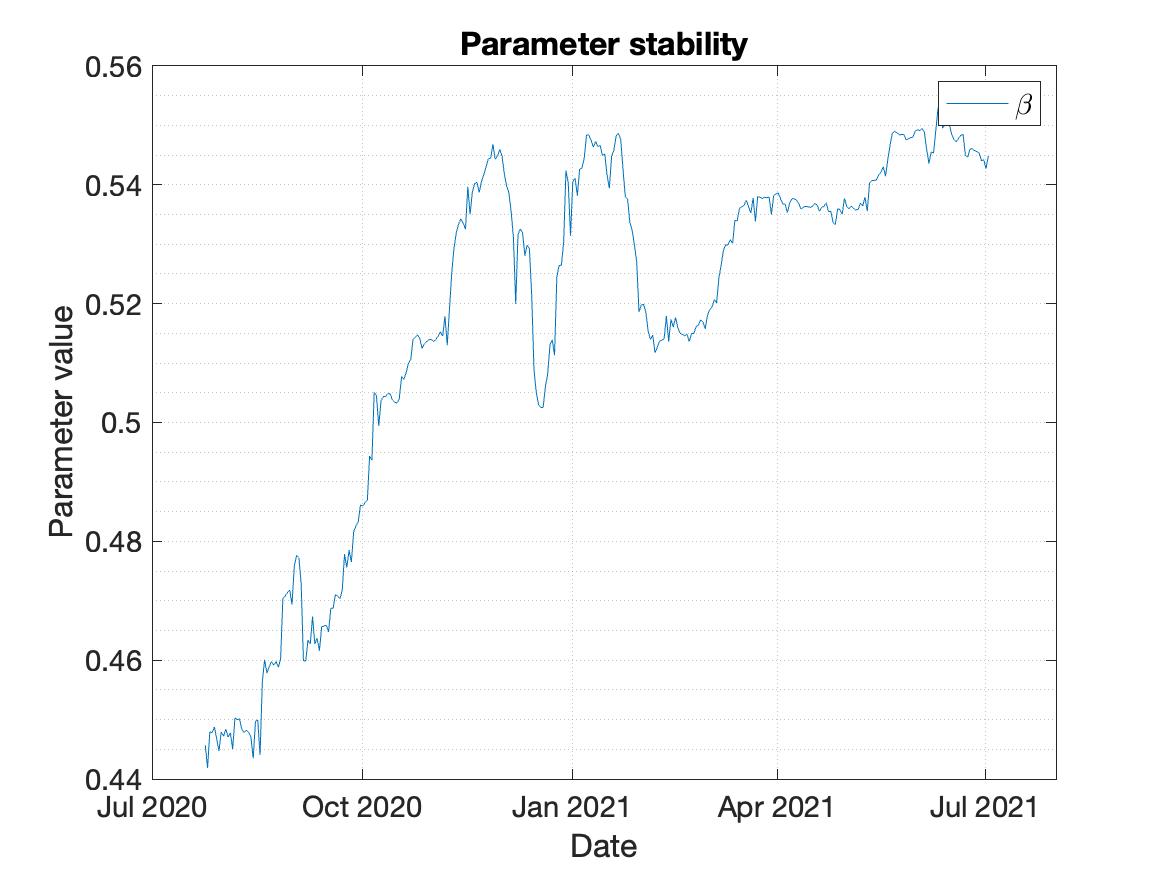 Parameter stability
0.56
β
0.54
0.52
Parameter value
0.5
0.48
0.46
0.44
Jul 2020 Oct 2020 Jan 2021 Apr 2021 Jul 2021
Date